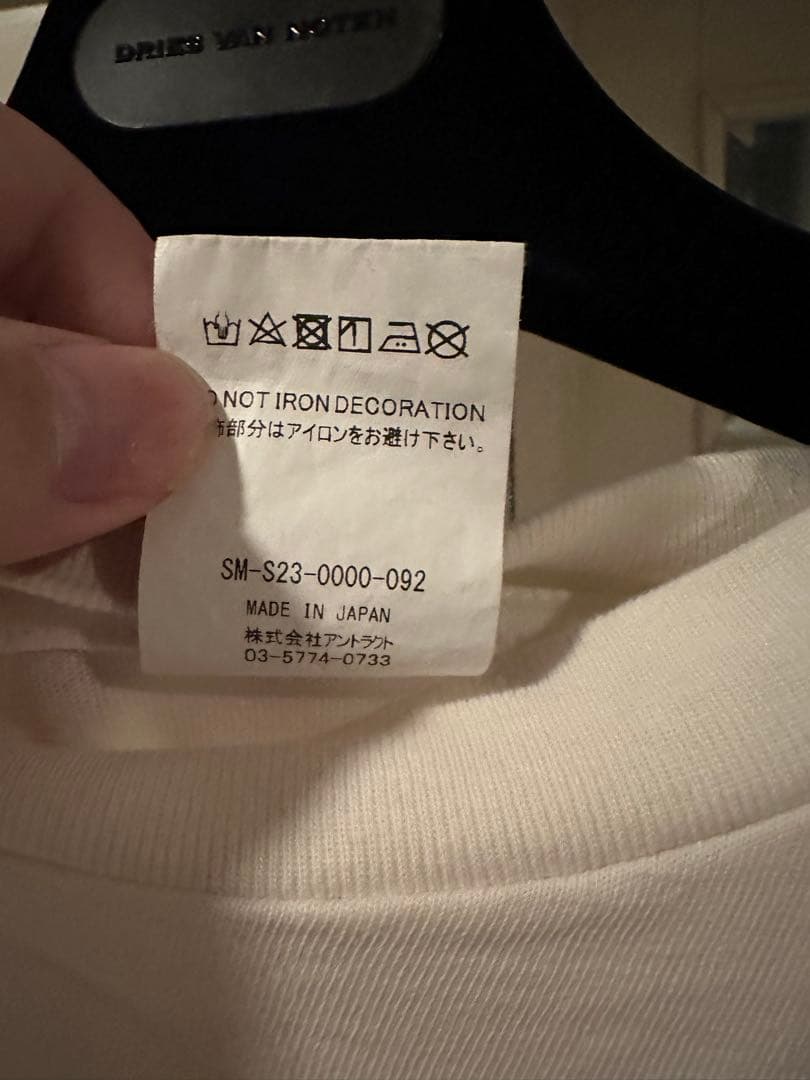 DRIES VAN NOTEN
NOT IRON DECORATION
部分はアイロンをお避け下さい。
SM-S23-0000-092
MADE IN JAPAN
株式会社アントラクト
03-5774-0733